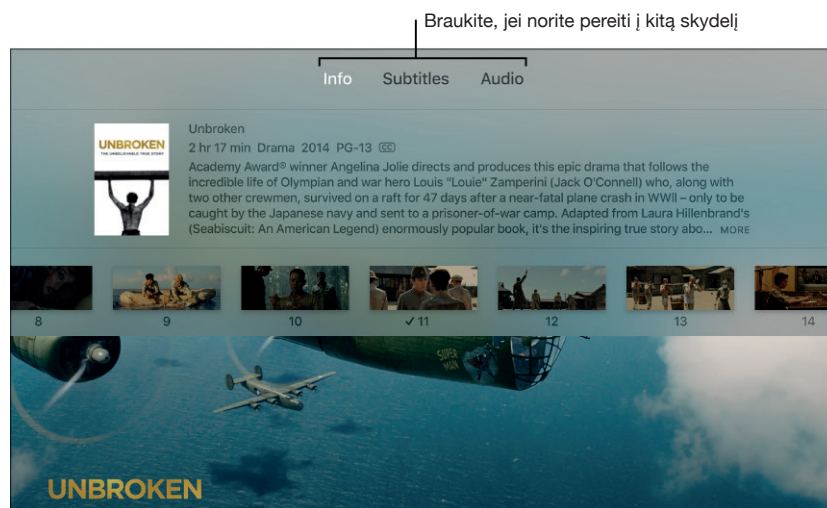 Braukite, jei norite pereiti į kitą skydelį
Info Subtitles Audio
UNBROKEN
THE UNBELIEVABLE TRUE STORY
Unbroken
2 hr 17 min Drama 2014 PG-13 CC
Academy Award® winner Angelina Jolie directs and produces this epic drama that follows the
incredible life of Olympian and war hero Louis "Louie" Zamperini (Jack O'Connell) who, along with
two other crewmen, survived on a raft for 47 days after a near-fatal plane crash in WWII – only to be
caught by the Japanese navy and sent to a prisoner-of-war camp. Adapted from Laura Hillenbrand's
(Seabiscuit: An American Legend) enormously popular book, it's the inspiring true story abo... MORE
8 9 10 ✓ 11 12 13 14
SUPER
MAN
UNBROKEN